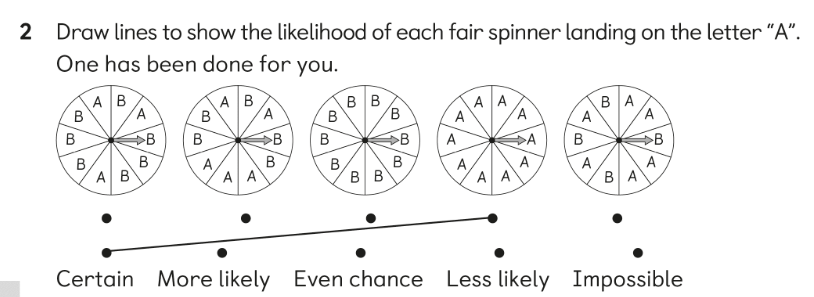 2 Draw lines to show the likelihood of each fair spinner landing on the letter “A”.
One has been done for you.
A B A B B A B B A B
A B A B A B A A B B
B B B B B B B B B B
A A A A A A A A A A
B A A A B A B A A B
Certain More likely Even chance Less likely Impossible